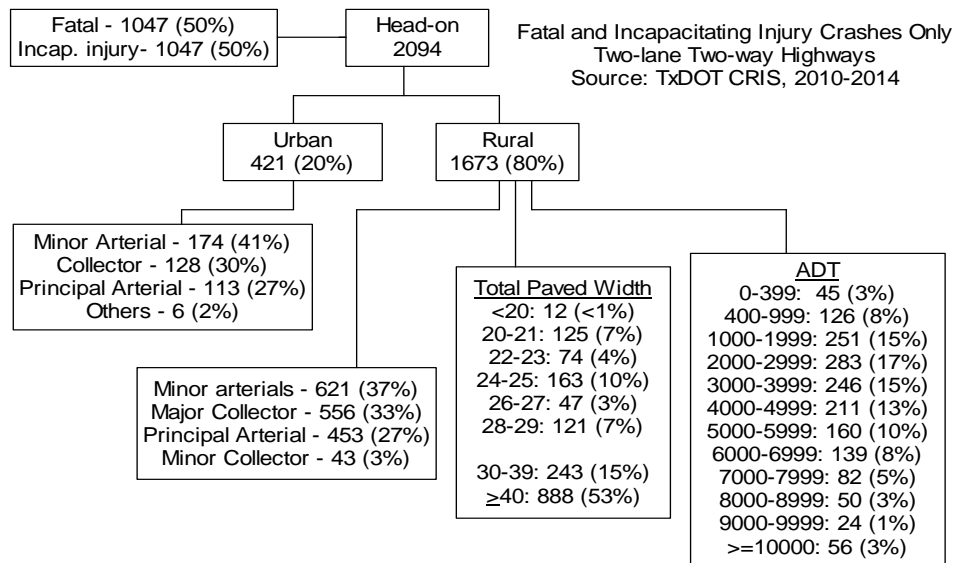 Fatal - 1047 (50%)
Incap. injury- 1047 (50%)
Head-on
2094
Fatal and Incapacitating Injury Crashes Only
Two-lane Two-way Highways
Source: TxDOT CRIS, 2010-2014
Urban
421 (20%)
Rural
1673 (80%)
Minor Arterial - 174 (41%)
Collector - 128 (30%)
Principal Arterial - 113 (27%)
Others - 6 (2%)
Minor arterials - 621 (37%)
Major Collector - 556 (33%)
Principal Arterial - 453 (27%)
Minor Collector - 43 (3%)
Total Paved Width
<20: 12 (<1%)
20-21: 125 (7%)
22-23: 74 (4%)
24-25: 163 (10%)
26-27: 47 (3%)
28-29: 121 (7%)
30-39: 243 (15%)
≥40: 888 (53%)
ADT
0-399: 45 (3%)
400-999: 126 (8%)
1000-1999: 251 (15%)
2000-2999: 283 (17%)
3000-3999: 246 (15%)
4000-4999: 211 (13%)
5000-5999: 160 (10%)
6000-6999: 139 (8%)
7000-7999: 82 (5%)
8000-8999: 50 (3%)
9000-9999: 24 (1%)
>=10000: 56 (3%)